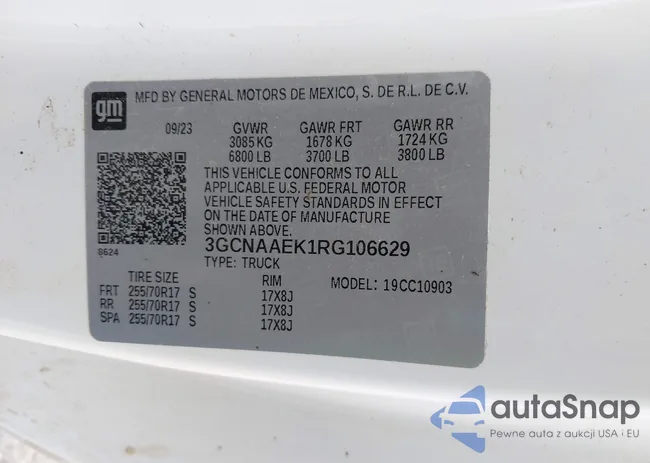 gm
MFD BY GENERAL MOTORS DE MEXICO, S. DE R.L. DE C.V.
09/23 GVWR GAWR FRT GAWR RR
3085 KG 1678 KG 1724 KG
6800 LB 3700 LB 3800 LB
THIS VEHICLE CONFORMS TO ALL
APPLICABLE U.S. FEDERAL MOTOR
VEHICLE SAFETY STANDARDS IN EFFECT
ON THE DATE OF MANUFACTURE
SHOWN ABOVE.
8624
3GCNAAEK1RG106629
TYPE: TRUCK
TIRE SIZE RIM MODEL: 19CC10903
FRT 255/70R17 S 17X8J
RR 255/70R17 S 17X8J
SPA 255/70R17 S 17X8J
autaSnap
Pewne auta z aukcji USA i EU